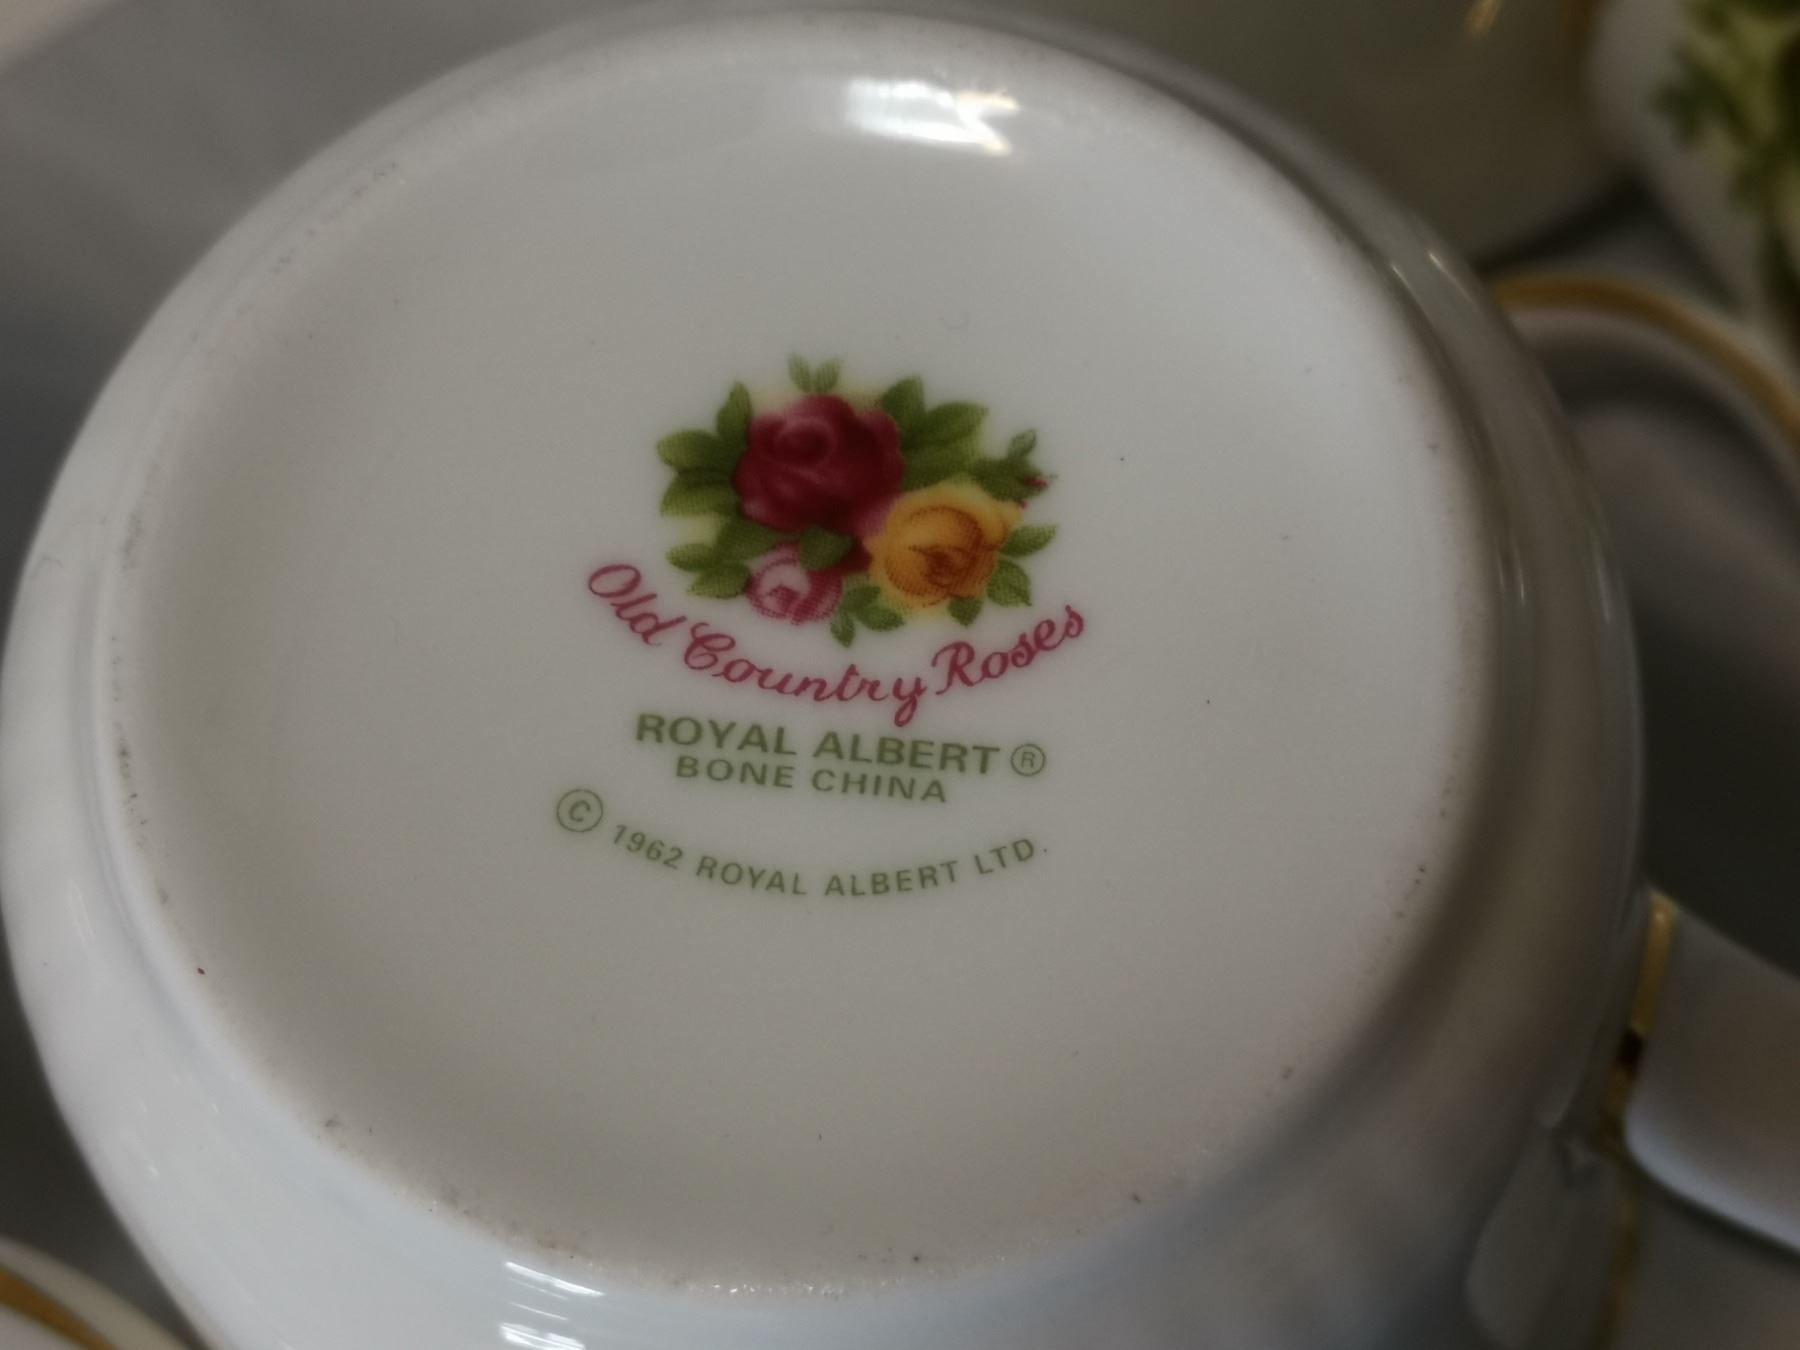 Old Country Roses
ROYAL ALBERT ®
BONE CHINA
© 1962 ROYAL ALBERT LTD.